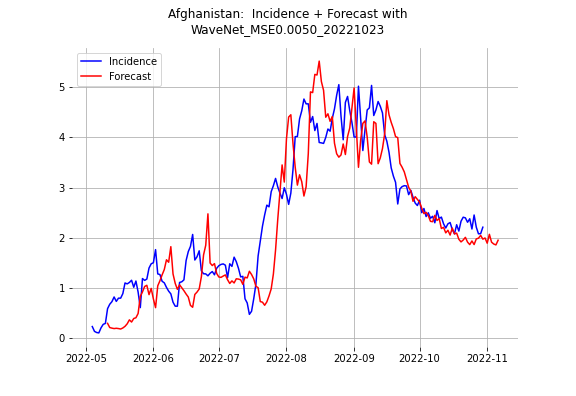 Afghanistan:  Incidence + Forecast with
WaveNet_MSE0.0050_20221023
Incidence
Forecast
5
4
3
2
1
0
2022-05 2022-06 2022-07 2022-08 2022-09 2022-10 2022-11